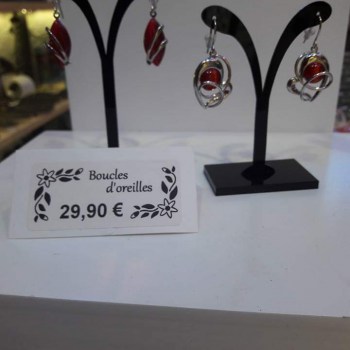 Boucles
d'oreilles
29,90 €